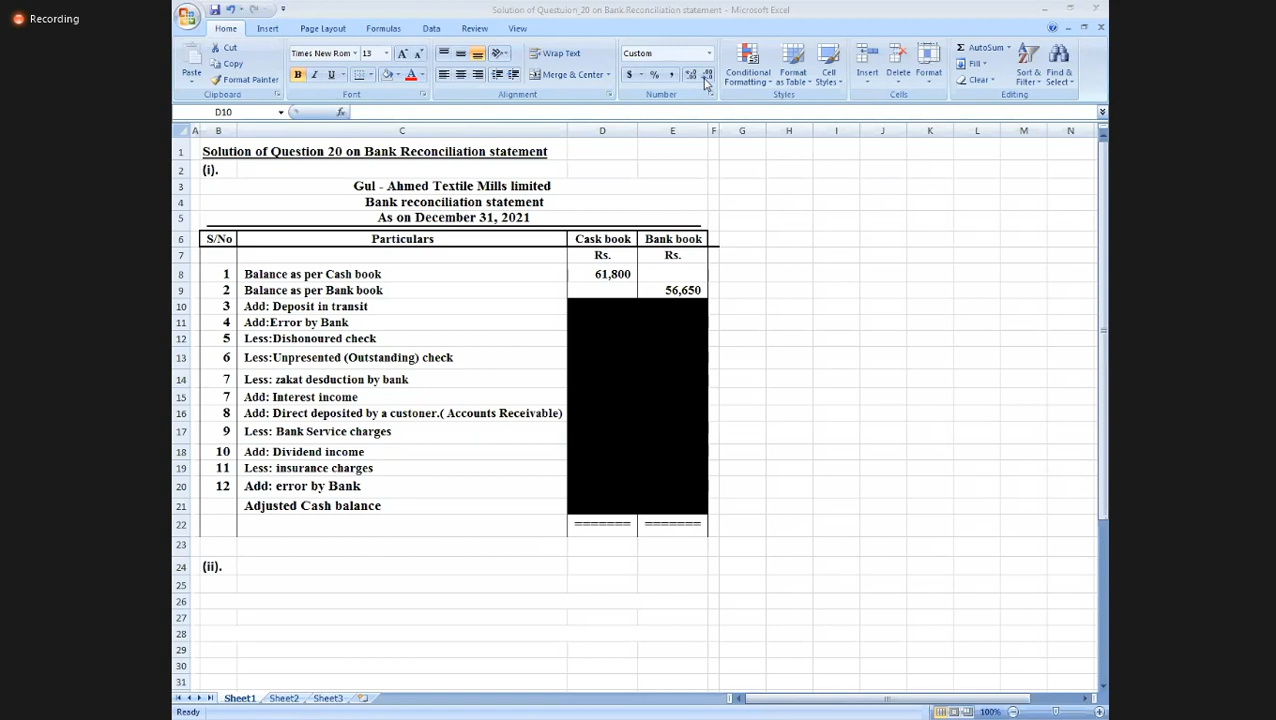 Recording
Solution of Questuion_20 on Bank.Reconciliation statement - Microsoft Excel
Home Insert Page Layout Formulas Data Review View
Cut
Copy
Format Painter
Paste
Clipboard
Times New Rom 13
B I U
Font
Wrap Text
Merge & Center
Alignment
Custom
$ % ,
Number
Conditional Formatting
Format as Table
Cell Styles
Styles
Insert Delete Format
Cells
AutoSum
Fill
Clear
Sort & Filter
Find & Select
Editing
D10 fx
A B C D E F G H I J K L M N
1 Solution of Question 20 on Bank Reconciliation statement
2 (i).
3 Gul - Ahmed Textile Mills limited
4 Bank reconciliation statement
5 As on December 31, 2021
6 S/No Particulars Cask book Bank book
7 Rs. Rs.
8 1 Balance as per Cash book 61,800
9 2 Balance as per Bank book 56,650
10 3 Add: Deposit in transit
11 4 Add:Error by Bank
12 5 Less:Dishonoured check
13 6 Less:Unpresented (Outstanding) check
14 7 Less: zakat desduction by bank
15 7 Add: Interest income
16 8 Add: Direct deposited by a custoner.( Accounts Receivable)
17 9 Less: Bank Service charges
18 10 Add: Dividend income
19 11 Less: insurance charges
20 12 Add: error by Bank
21 Adjusted Cash balance
22 ======= =======
23
24 (ii).
25
26
27
28
29
30
31
Sheet1 Sheet2 Sheet3
Ready 100%